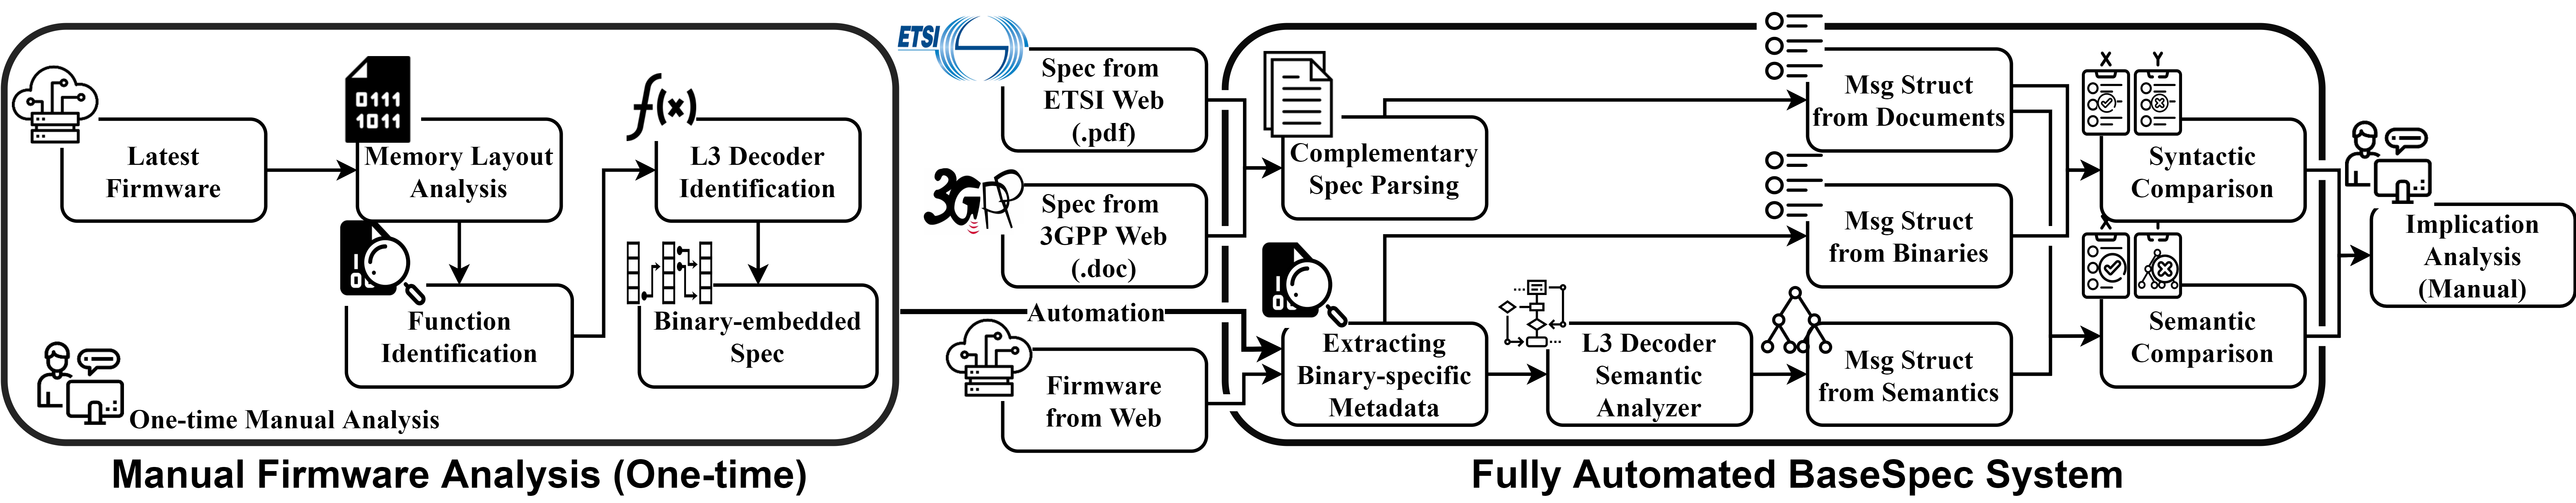 Latest
Firmware
0111
1011
Memory Layout
Analysis
Function
Identification
f(x)
L3 Decoder
Identification
Binary-embedded
Spec
One-time Manual Analysis
Manual Firmware Analysis (One-time)
ETSI
Spec from
ETSI Web
(.pdf)
3GPP
Spec from
3GPP Web
(.doc)
Automation
Firmware
from Web
Complementary
Spec Parsing
Extracting
Binary-specific
Metadata
L3 Decoder
Semantic
Analyzer
Msg Struct
from Documents
Msg Struct
from Binaries
Msg Struct
from Semantics
X Y
Syntactic
Comparison
Semantic
Comparison
Implication
Analysis
(Manual)
Fully Automated BaseSpec System